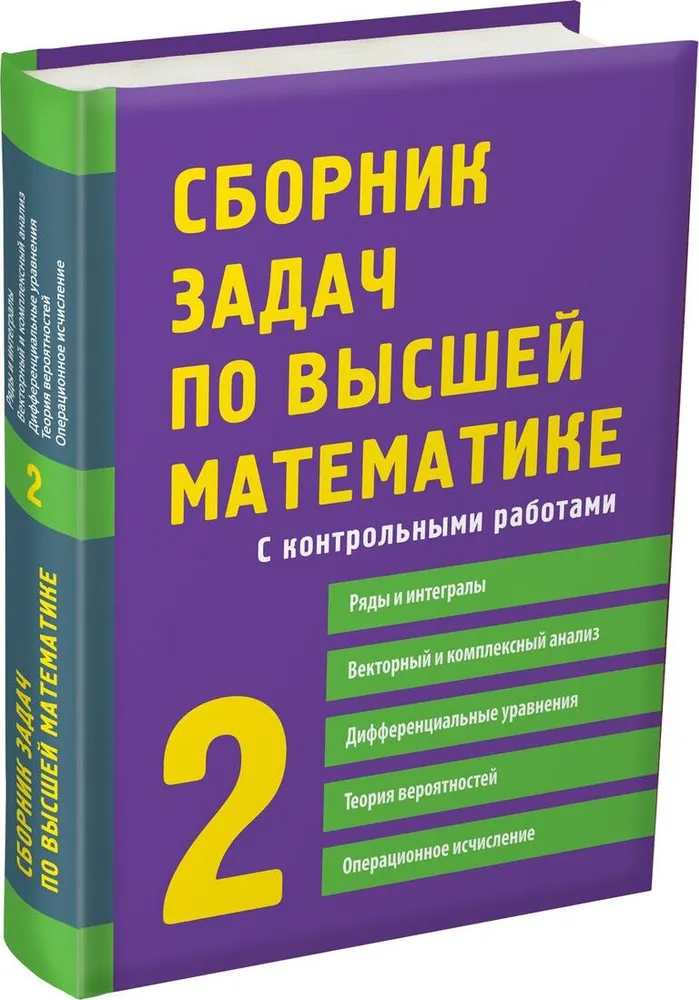 СБОРНИК
ЗАДАЧ
ПО ВЫСШЕЙ
МАТЕМАТИКЕ
С контрольными работами
Ряды и интегралы
Векторный и комплексный анализ
Дифференциальные уравнения
Теория вероятностей
Операционное исчисление
2
Ряды и интегралы
Векторный и комплексный анализ
Дифференциальные уравнения
Теория вероятностей
Операционное исчисление
2
СБОРНИК ЗАДАЧ
ПО ВЫСШЕЙ МАТЕМАТИКЕ